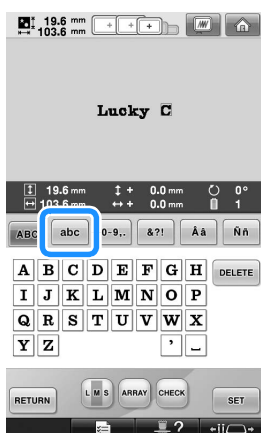 19.6 mm
103.6 mm
+ + +
Lucky C
19.6 mm + 0.0 mm 0°
103.6 mm + 0.0 mm 1
ABC abc 0-9,. &?! Åâ Ññ
A B C D E F G H DELETE
I J K L M N O P
Q R S T U V W X
Y Z ,
L M S ARRAY CHECK
RETURN SET
?